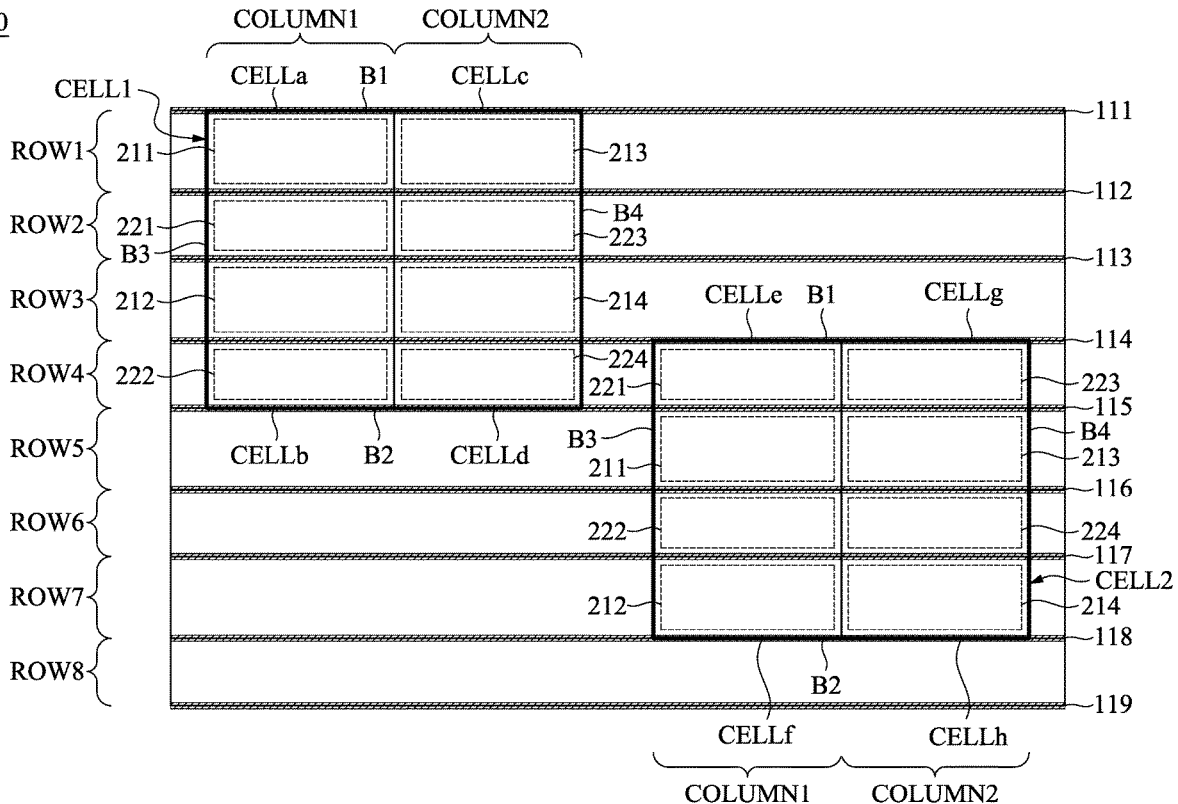 0
COLUMN1 COLUMN2
CELLa B1 CELLc
CELL1
111
ROW1 211 213
112
ROW2 221 B4
223
B3
113
ROW3 212 214 CELLe B1 CELLg
114
ROW4 222 224
221 223
115
ROW5 CELLb B2 CELLd B3 B4
211 213
116
ROW6 222 224
117
CELL2
ROW7 212 214
118
ROW8 B2
119
CELLf CELLh
COLUMN1 COLUMN2